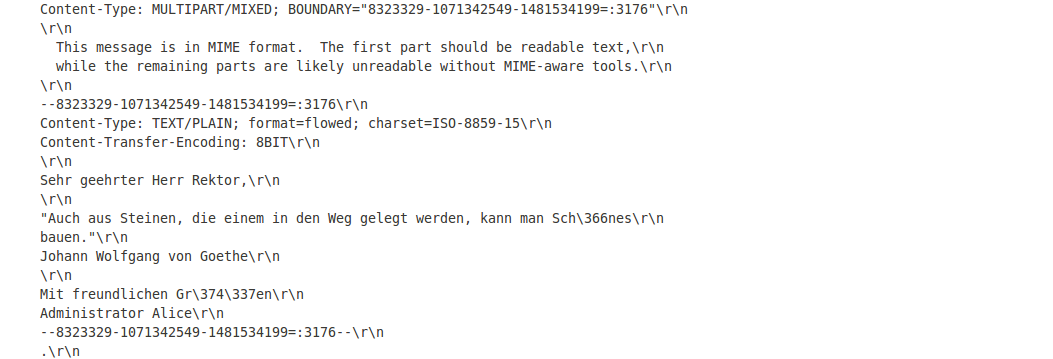 Content-Type: MULTIPART/MIXED; BOUNDARY="8323329-1071342549-1481534199=:3176"\r\n
\r\n
  This message is in MIME format.  The first part should be readable text,\r\n
  while the remaining parts are likely unreadable without MIME-aware tools.\r\n
\r\n
--8323329-1071342549-1481534199=:3176\r\n
Content-Type: TEXT/PLAIN; format=flowed; charset=ISO-8859-15\r\n
Content-Transfer-Encoding: 8BIT\r\n
\r\n
Sehr geehrter Herr Rektor,\r\n
\r\n
"Auch aus Steinen, die einem in den Weg gelegt werden, kann man Sch\366nes\r\n
bauen."\r\n
Johann Wolfgang von Goethe\r\n
\r\n
Mit freundlichen Gr\374\337en\r\n
Administrator Alice\r\n
--8323329-1071342549-1481534199=:3176--\r\n
.\r\n